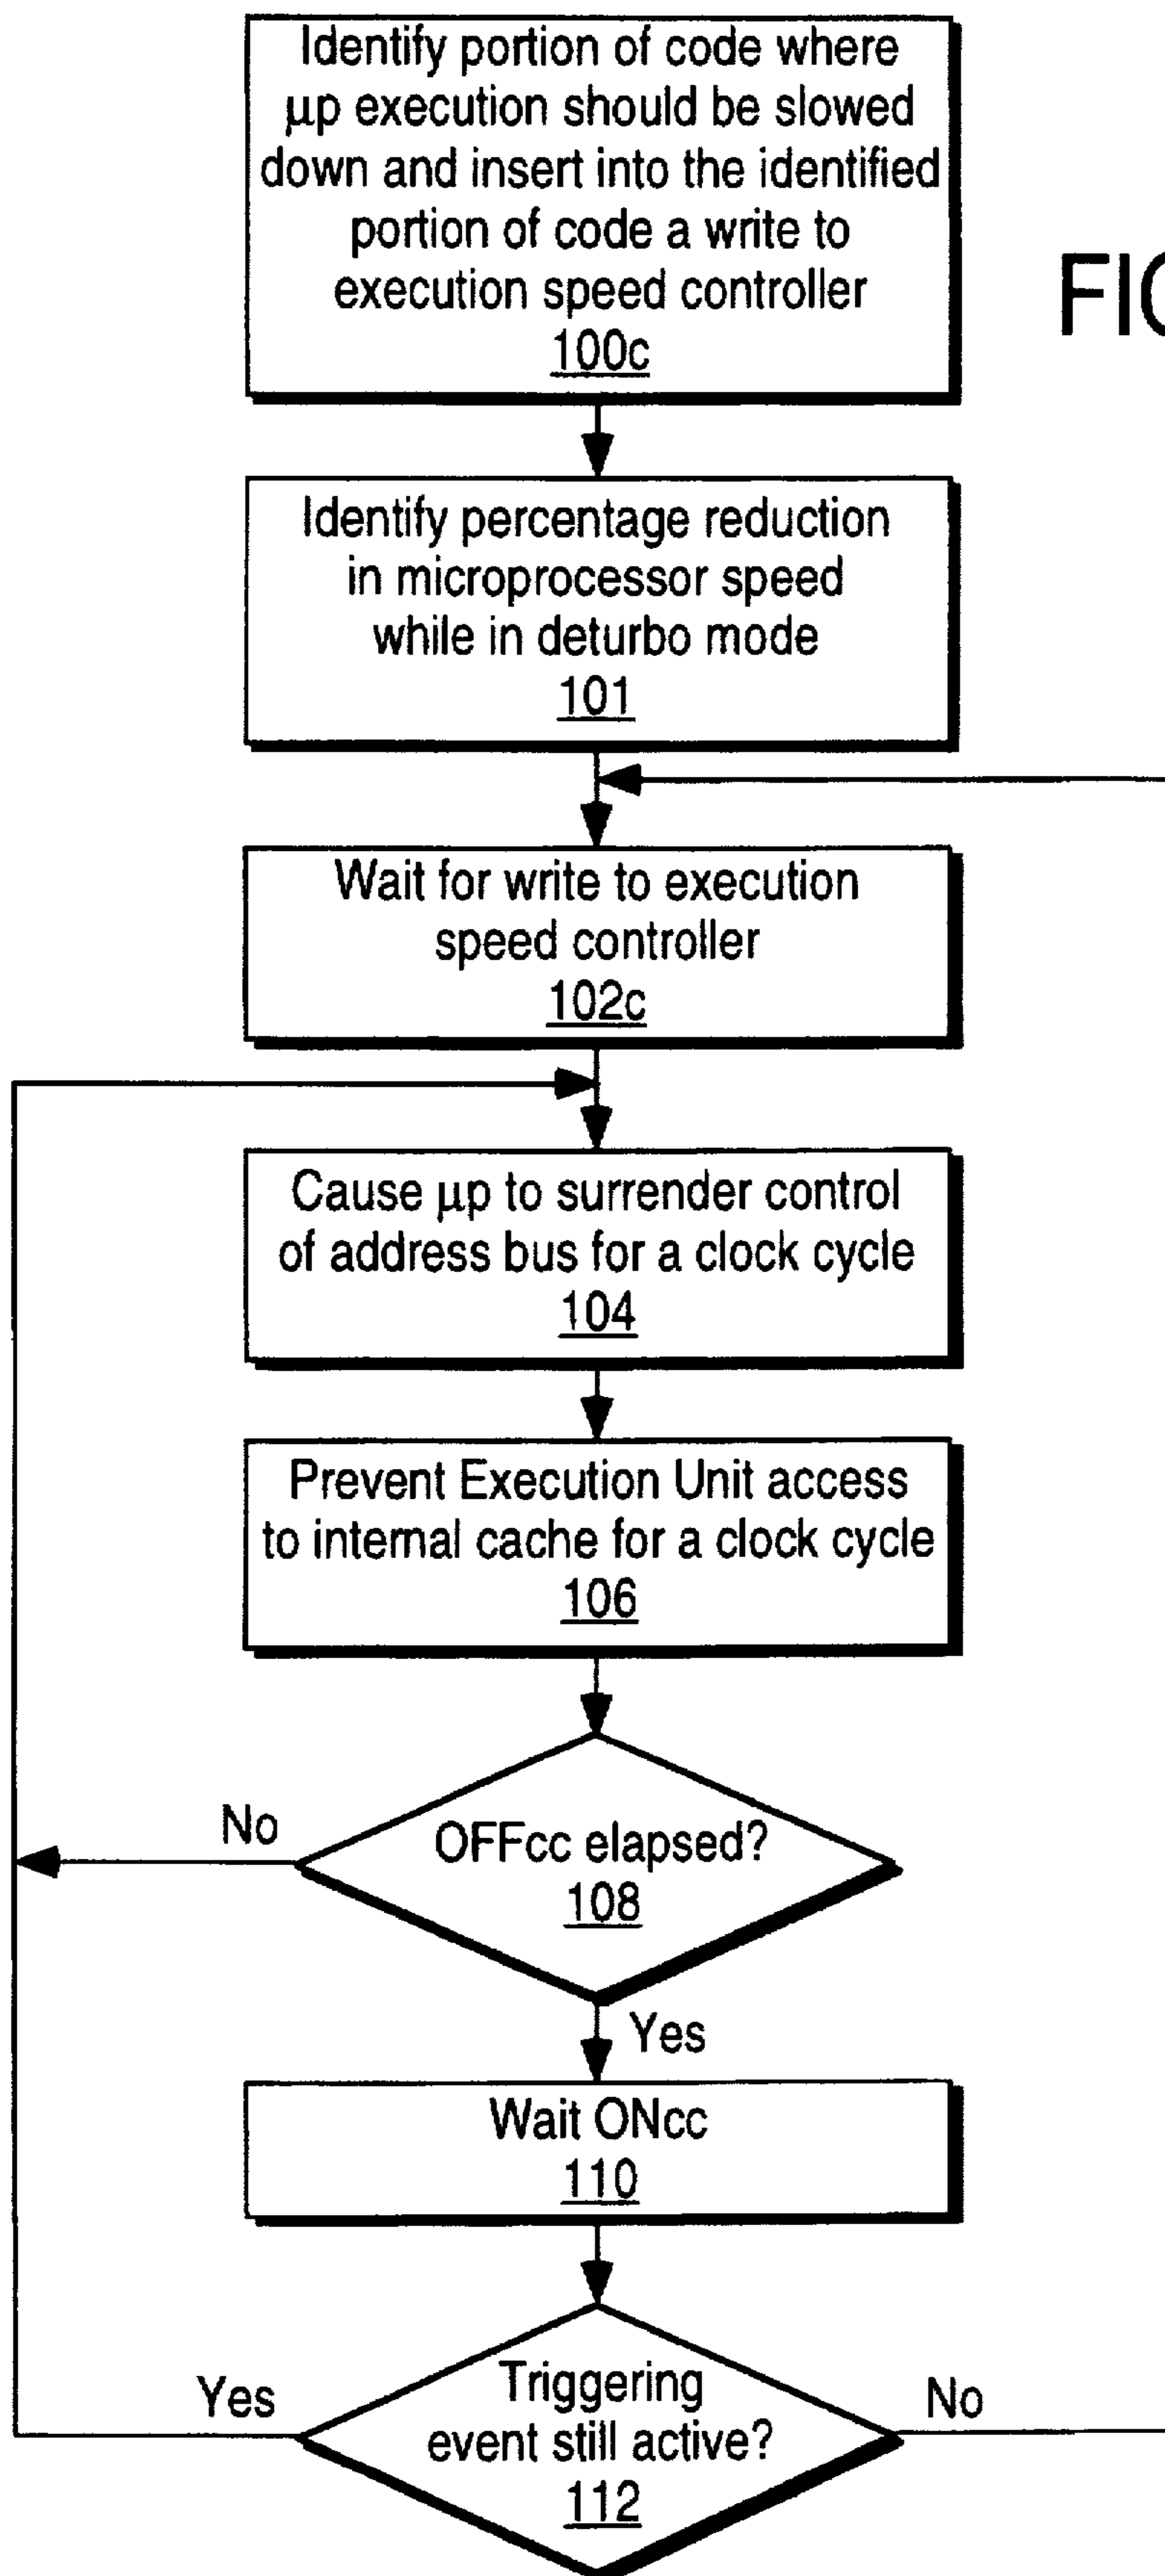 Identify portion of code where
μp execution should be slowed
down and insert into the identified
portion of code a write to
execution speed controller
100c
FIG
Identify percentage reduction
in microprocessor speed
while in deturbo mode
101
Wait for write to execution
speed controller
102c
Cause μp to surrender control
of address bus for a clock cycle
104
Prevent Execution Unit access
to internal cache for a clock cycle
106
No
OFFcc elapsed?
108
Yes
Wait ONcc
110
Yes
Triggering
event still active?
112
No